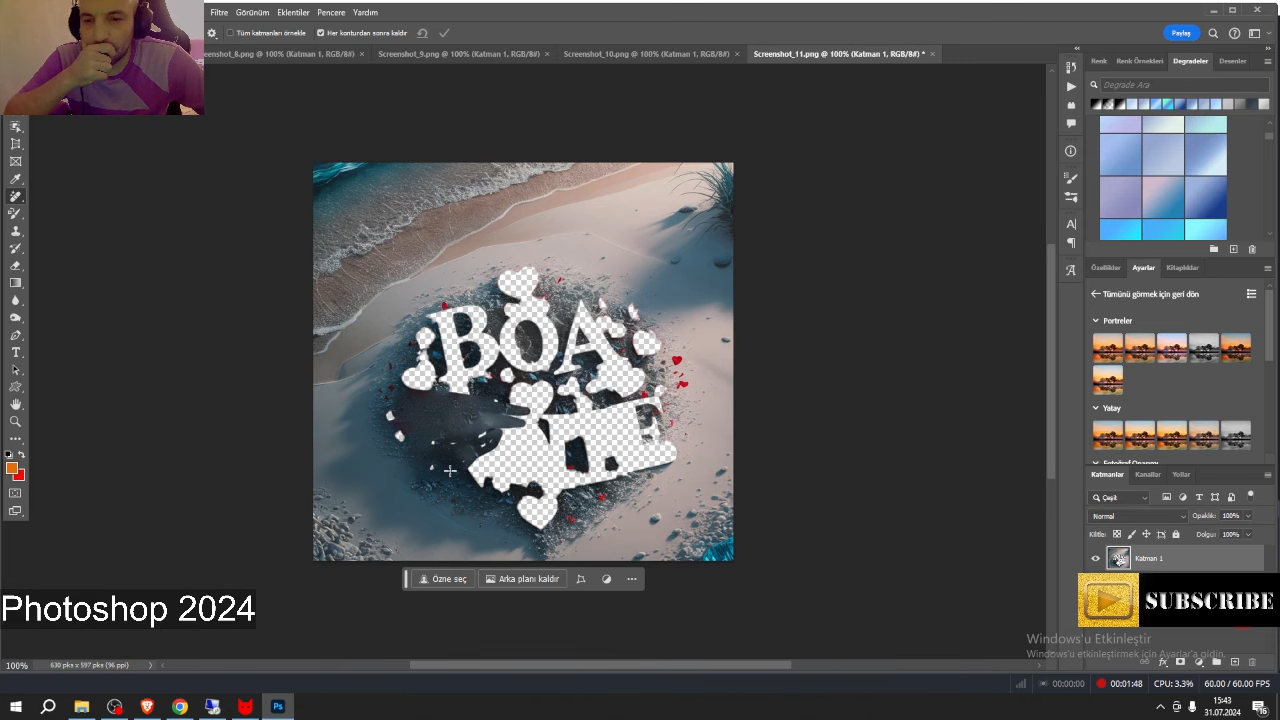 Filtre Görünüm Eklentiler Pencere Yardım
Tüm katmanları örnekle Her konturdan sonra kaldır
Paylaş
Screenshot_8.png @ 100% (Katman 1, RGB/8#) × Screenshot_9.png @ 100% (Katman 1, RGB/8#) × Screenshot_10.png @ 100% (Katman 1, RGB/8#) × Screenshot_11.png @ 100% (Katman 1, RGB/8#) * ×
Renk Renk Örnekleri Degradeler Desenler
Degrade Ara
Özellikler Ayarlar Kitaplıklar
Tümünü görmek için geri dön
Portreler
Yatay
Katmanlar Kanallar Yollar
Çeşit
Normal Opaklık: 100%
Kilitle: Dolgu: 100%
Katman 1
B.O.A
E
Özne seç Arka planı kaldır
Photoshop 2024
SUBSCRIBE
Windows'u Etkinleştir
Windows'u etkinleştirmek için Ayarlar'a gidin.
100% 630 pks x 597 pks (96 ppi)
00:00:00 00:01:48 CPU: 3.3% 60.00 / 60.00 FPS
Ps
15:43
31.07.2024
16